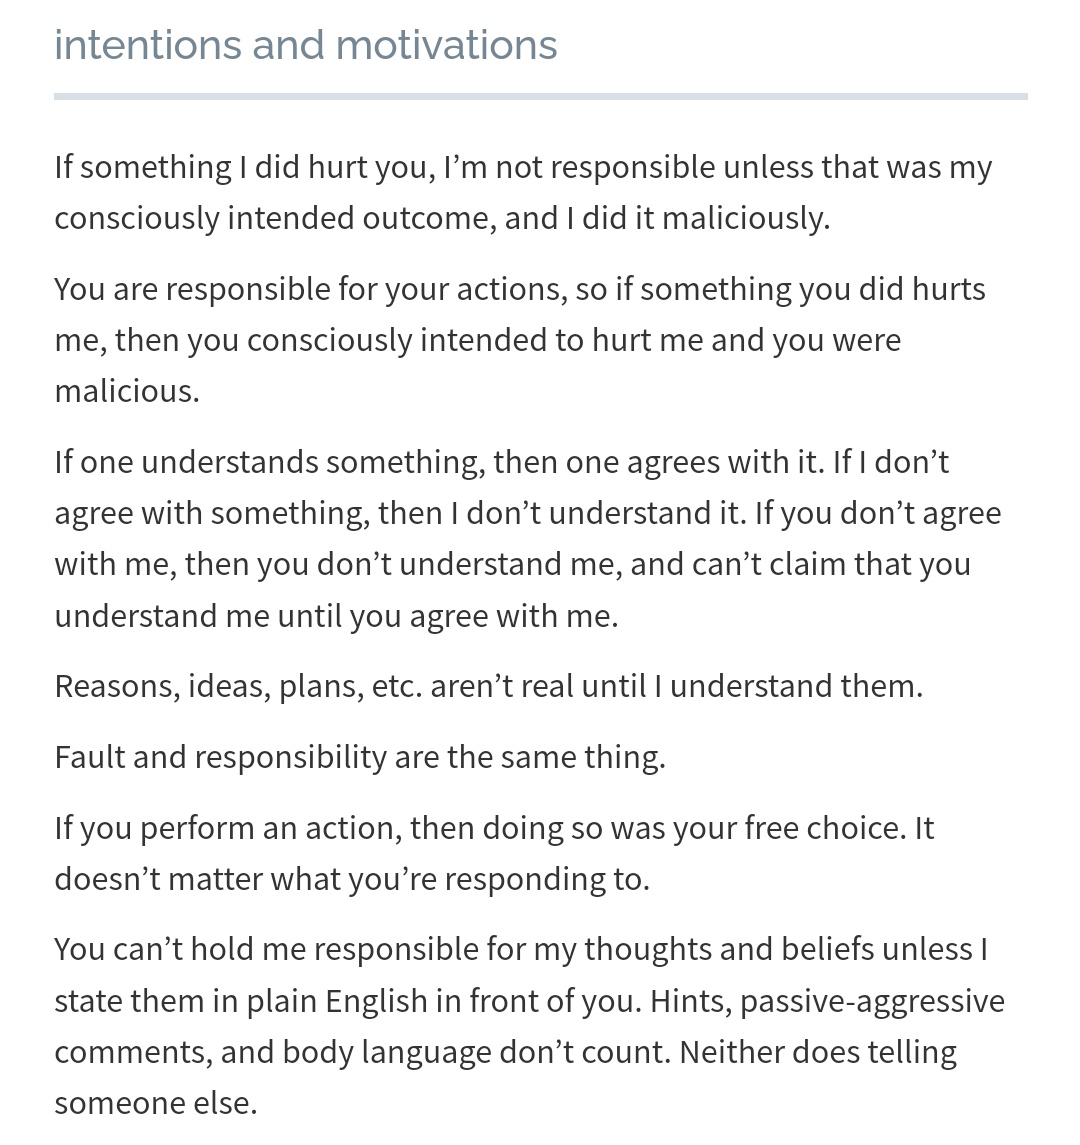 intentions and motivations
If something I did hurt you, I’m not responsible unless that was my
consciously intended outcome, and I did it maliciously.
You are responsible for your actions, so if something you did hurts
me, then you consciously intended to hurt me and you were
malicious.
If one understands something, then one agrees with it. If I don’t
agree with something, then I don’t understand it. If you don’t agree
with me, then you don’t understand me, and can’t claim that you
understand me until you agree with me.
Reasons, ideas, plans, etc. aren’t real until I understand them.
Fault and responsibility are the same thing.
If you perform an action, then doing so was your free choice. It
doesn’t matter what you’re responding to.
You can’t hold me responsible for my thoughts and beliefs unless I
state them in plain English in front of you. Hints, passive-aggressive
comments, and body language don’t count. Neither does telling
someone else.